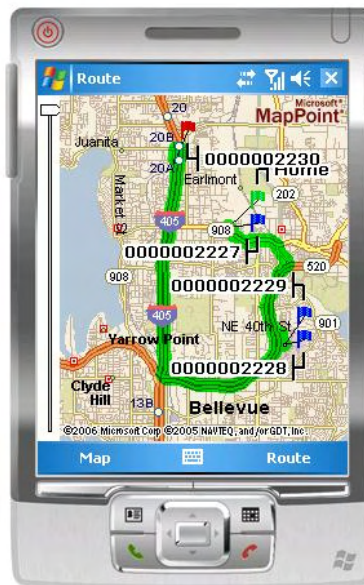 Route
20
Microsoft®
MapPoint®
Juanita
20B
0000002230
20A
Earlmont
Home
Market St
202
405
908
0000002227
520
908
0000002229
405
NE 40th St
901
Yarrow Point
Clyde
Hill
0000002228
13B
Bellevue
©2006 Microsoft Corp ©2005 NAVTEQ, and/or GDT, Inc
Map
Route